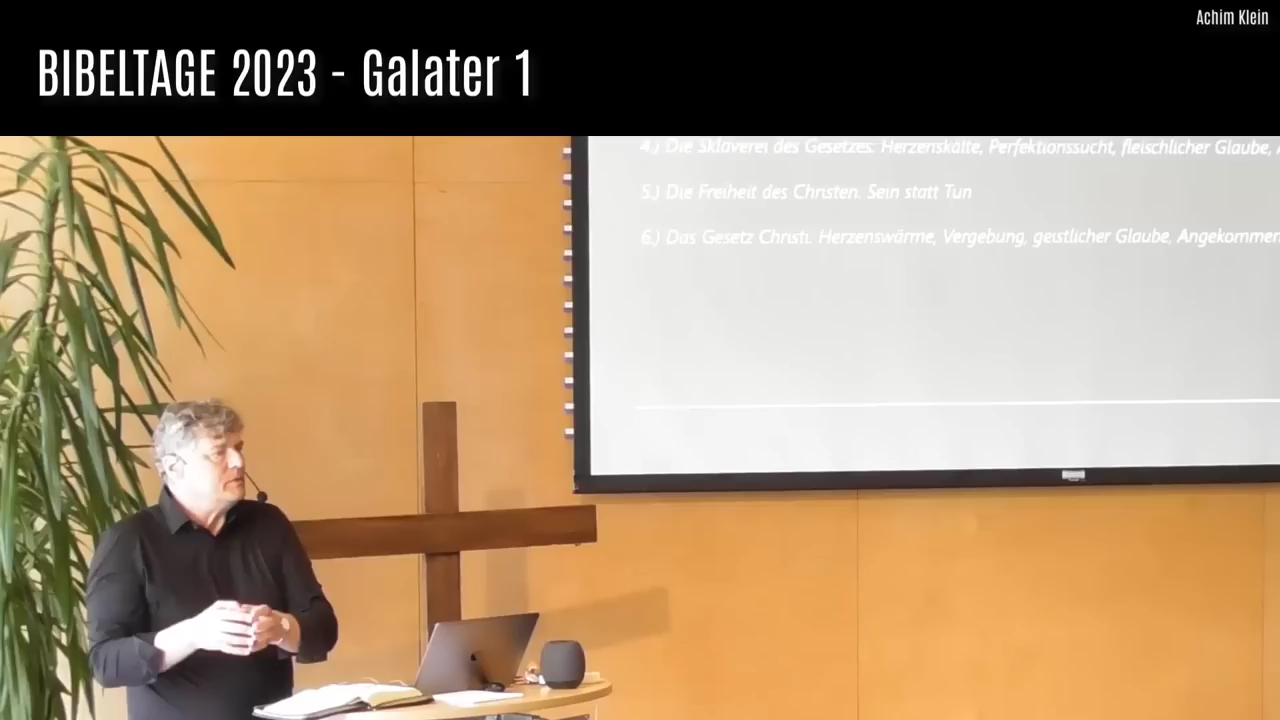 Achim Klein
BIBELTAGE 2023 - Galater 1
4.) Die Sklaverei des Gesetzes: Herzenskälte, Perfektionssucht, fleischlicher Glaube,
5.) Die Freiheit des Christen. Sein statt Tun
6.) Das Gesetz Christi. Herzenswärme, Vergebung, geistlicher Glaube, Angekommen